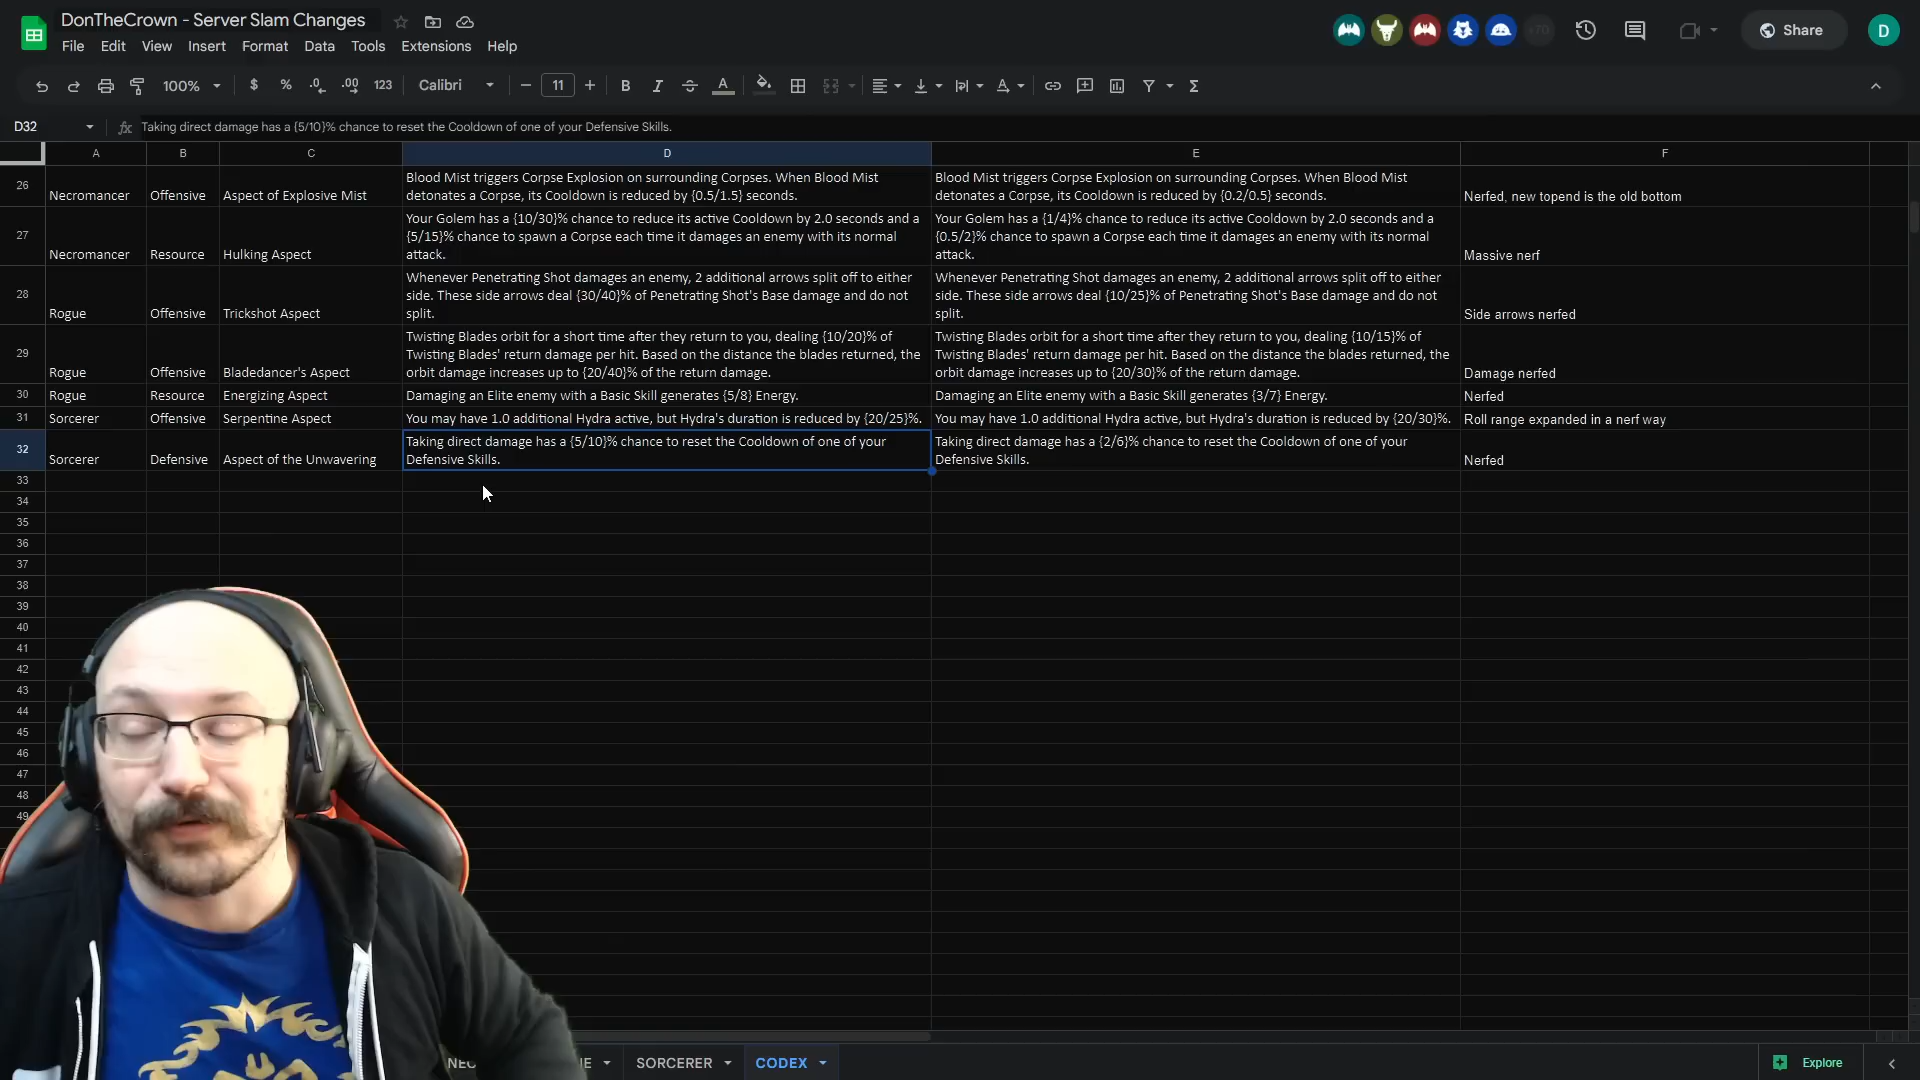 DonTheCrown - Server Slam Changes
File Edit View Insert Format Data Tools Extensions Help
Share
D
100%
$ % .0 .00 123
Calibri
11
D32
Taking direct damage has a {5/10}% chance to reset the Cooldown of one of your Defensive Skills.
A B C D E F
26 Necromancer Offensive Aspect of Explosive Mist
Blood Mist triggers Corpse Explosion on surrounding Corpses. When Blood Mist
detonates a Corpse, its Cooldown is reduced by {0.5/1.5} seconds.
Blood Mist triggers Corpse Explosion on surrounding Corpses. When Blood Mist
detonates a Corpse, its Cooldown is reduced by {0.2/0.5} seconds.
Nerfed, new topend is the old bottom
27 Necromancer Resource Hulking Aspect
Your Golem has a {10/30}% chance to reduce its active Cooldown by 2.0 seconds and a
{5/15}% chance to spawn a Corpse each time it damages an enemy with its normal
attack.
Your Golem has a {1/4}% chance to reduce its active Cooldown by 2.0 seconds and a
{0.5/2}% chance to spawn a Corpse each time it damages an enemy with its normal
attack.
Massive nerf
28 Rogue Offensive Trickshot Aspect
Whenever Penetrating Shot damages an enemy, 2 additional arrows split off to either
side. These side arrows deal {30/40}% of Penetrating Shot's Base damage and do not
split.
Whenever Penetrating Shot damages an enemy, 2 additional arrows split off to either
side. These side arrows deal {10/25}% of Penetrating Shot's Base damage and do not
split.
Side arrows nerfed
29 Rogue Offensive Bladedancer's Aspect
Twisting Blades orbit for a short time after they return to you, dealing {10/20}% of
Twisting Blades' return damage per hit. Based on the distance the blades returned, the
orbit damage increases up to {20/40}% of the return damage.
Twisting Blades orbit for a short time after they return to you, dealing {10/15}% of
Twisting Blades' return damage per hit. Based on the distance the blades returned, the
orbit damage increases up to {20/30}% of the return damage.
Damage nerfed
30 Rogue Resource Energizing Aspect
Damaging an Elite enemy with a Basic Skill generates {5/8} Energy.
Damaging an Elite enemy with a Basic Skill generates {3/7} Energy.
Nerfed
31 Sorcerer Offensive Serpentine Aspect
You may have 1.0 additional Hydra active, but Hydra's duration is reduced by {20/25}%.
You may have 1.0 additional Hydra active, but Hydra's duration is reduced by {20/30}%.
Roll range expanded in a nerf way
32 Sorcerer Defensive Aspect of the Unwavering
Taking direct damage has a {5/10}% chance to reset the Cooldown of one of your
Defensive Skills.
Taking direct damage has a {2/6}% chance to reset the Cooldown of one of your
Defensive Skills.
Nerfed
33
34
35
36
37
38
39
40
41
42
43
44
45
46
47
48
49
NEC
E
SORCERER
CODEX
Explore